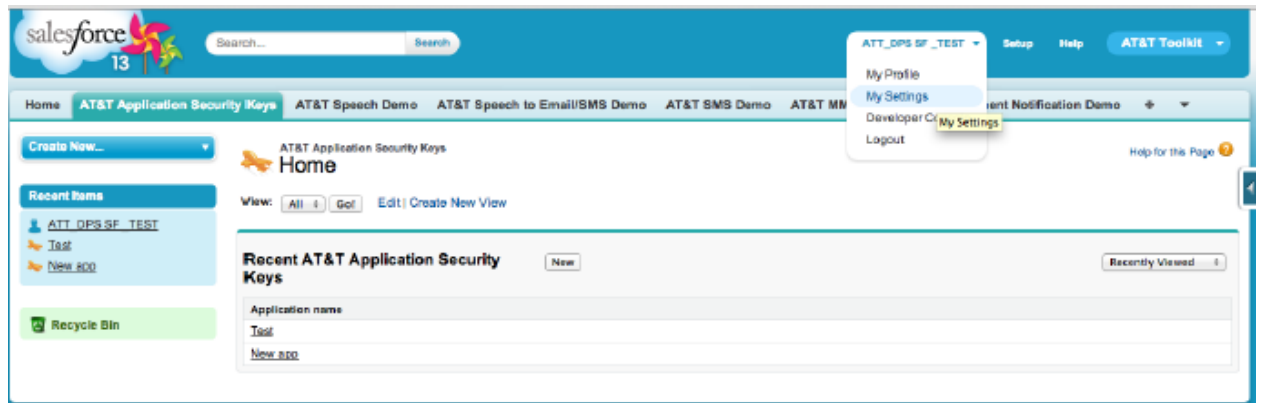 salesforce
13
Search...
Search
ATT_DPS SF _TEST
Setup
Help
AT&T Toolkit
My Profile
My Settings
Developer Co
Logout
My Settings
Home
AT&T Application Security Keys
AT&T Speech Demo
AT&T Speech to Email/SMS Demo
AT&T SMS Demo
AT&T MM
ent Notification Demo
+
Create New...
AT&T Application Security Keys
Home
Help for this Page
Recent Items
ATT_DPS SF _TEST
Test
New app
Recycle Bin
View:
All
Go!
Edit | Create New View
Recent AT&T Application Security
Keys
New
Recently Viewed
Application name
Test
New app